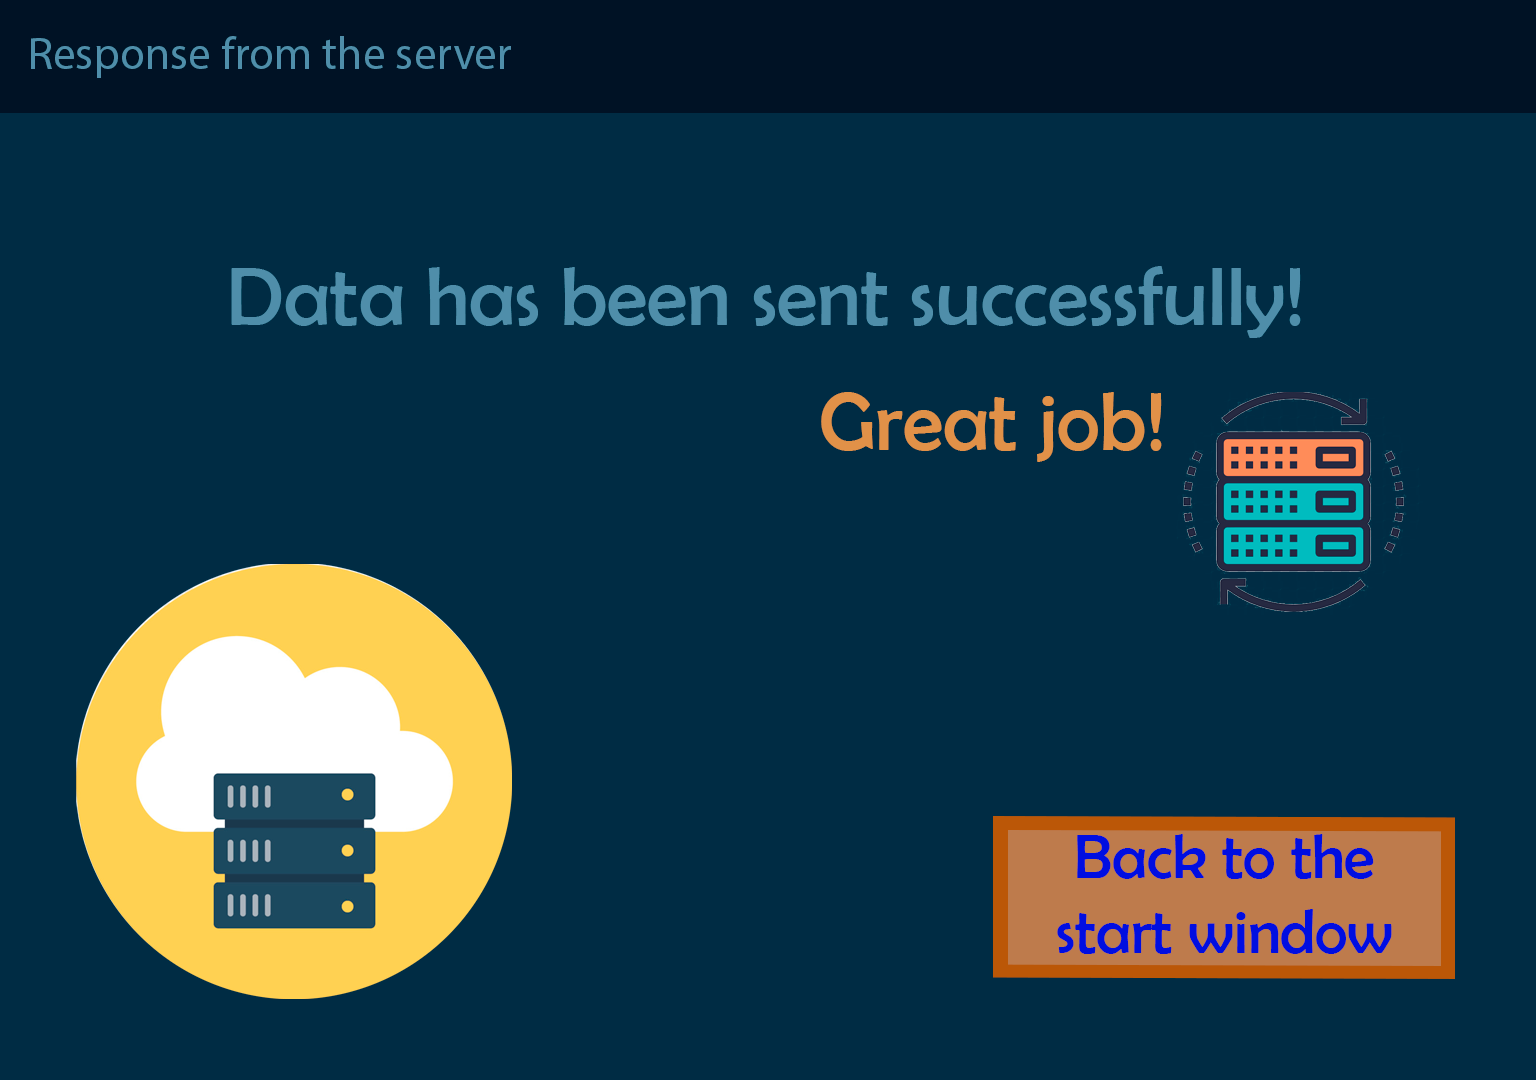 Response from the server
Data has been sent successfully!
Great job!
Back to the
start window